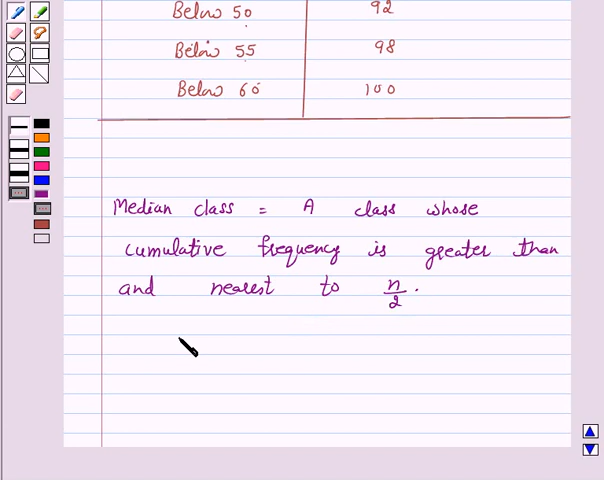 Below 50 92
Below 55 98
Below 60 100
Median class = A class whose
cumulative frequency is greater than
and nearest to n/2.